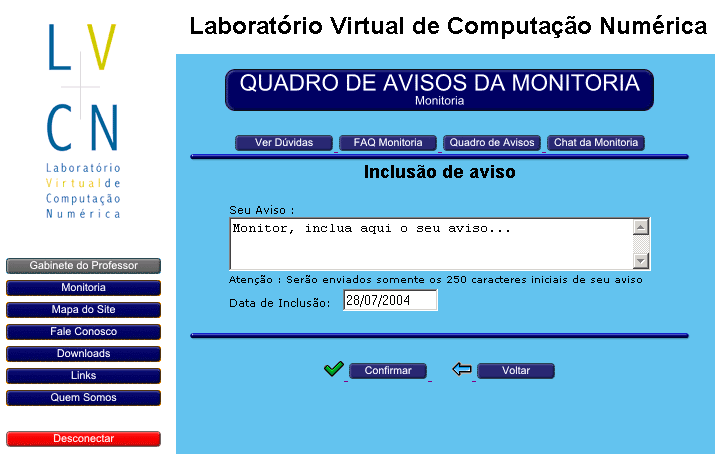 Laboratório Virtual de Computação Numérica
LV
CN
Laboratório
Virtual de
Computação
Numérica
Gabinete do Professor
Monitoria
Mapa do Site
Fale Conosco
Downloads
Links
Quem Somos
Desconectar
QUADRO DE AVISOS DA MONITORIA
Monitoria
Ver Dúvidas FAQ Monitoria Quadro de Avisos Chat da Monitoria
Inclusão de aviso
Seu Aviso :
Monitor, inclua aqui o seu aviso...
Atenção : Serão enviados somente os 250 caracteres iniciais de seu aviso
Data de Inclusão: 28/07/2004
Confirmar Voltar